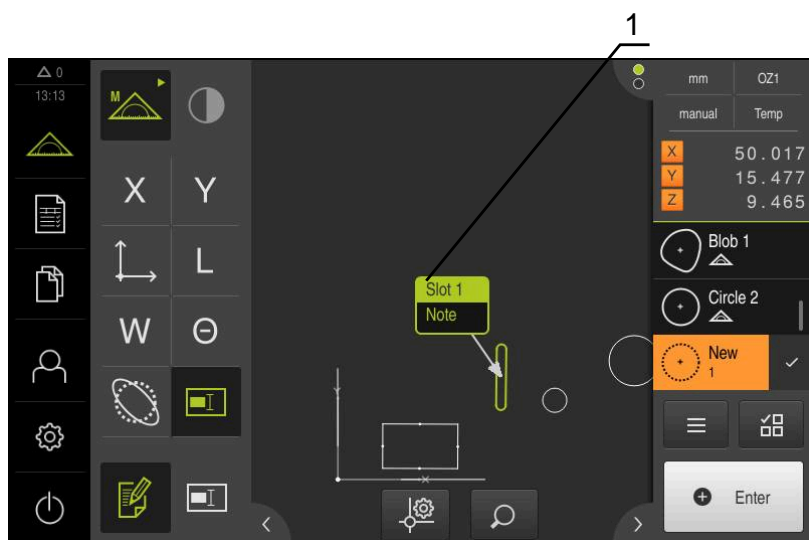 1
0
13:13
M
X
Y
L
W
Θ
Slot 1
Note
Y
X
mm
OZ1
manual
Temp
X 50.017
Y 15.477
Z 9.465
Blob 1
Circle 2
New
1
Enter